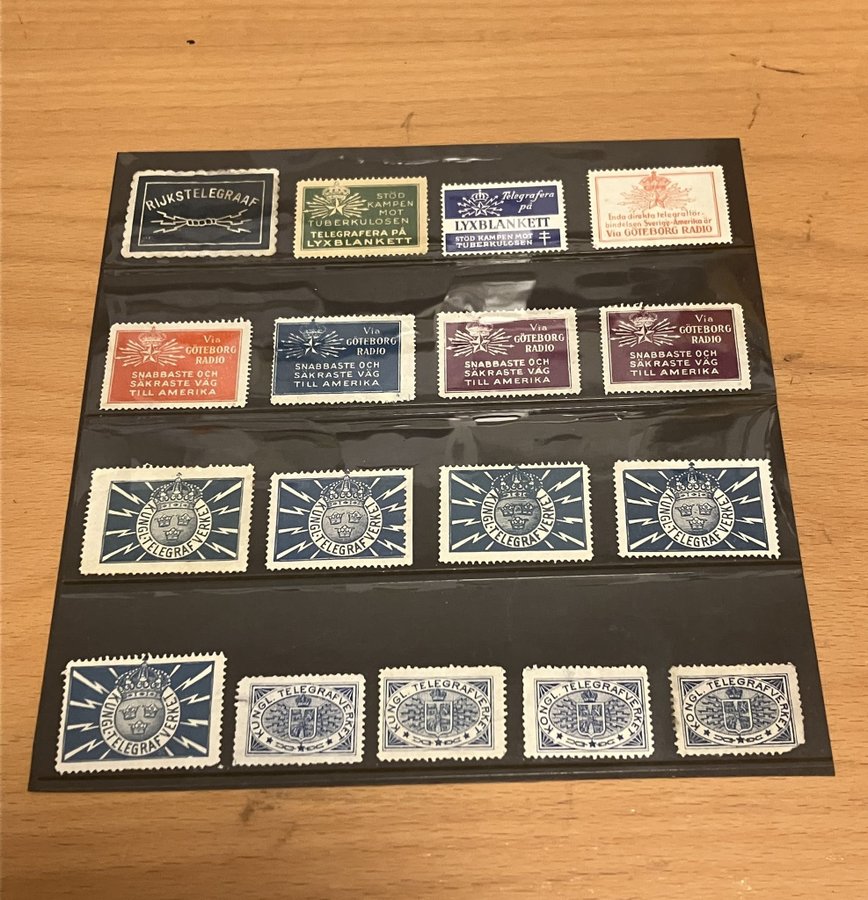 RIJKSTELEGRAAF
STÖD
KAMPEN
MOT
TUBERKULOSEN
TELEGRAFERA PÅ
LYXBLANKETT
Telegrafera
på
LYXBLANKETT
STÖD KAMPEN MOT
TUBERKULOSEN
Enda direkta telegrafför-
bindelsen Sverige-Amerika är
Via GÖTEBORG RADIO
Via
GÖTEBORG
RADIO
SNABBASTE OCH
SÄKRASTE VÄG
TILL AMERIKA
Via
GÖTEBORG
RADIO
SNABBASTE OCH
SÄKRASTE VÄG
TILL AMERIKA
Via
GÖTEBORG
RADIO
SNABBASTE OCH
SÄKRASTE VÄG
TILL AMERIKA
Via
GÖTEBORG
RADIO
SNABBASTE OCH
SÄKRASTE VÄG
TILL AMERIKA
KUNGL. TELEGRAFVERKET
KUNGL. TELEGRAFVERKET
KUNGL. TELEGRAFVERKET
KUNGL. TELEGRAFVERKET
KUNGL. TELEGRAFVERKET
KONGL. TELEGRAFVERKET
KONGL. TELEGRAFVERKET
KONGL. TELEGRAFVERKET
KONGL. TELEGRAFVERKET